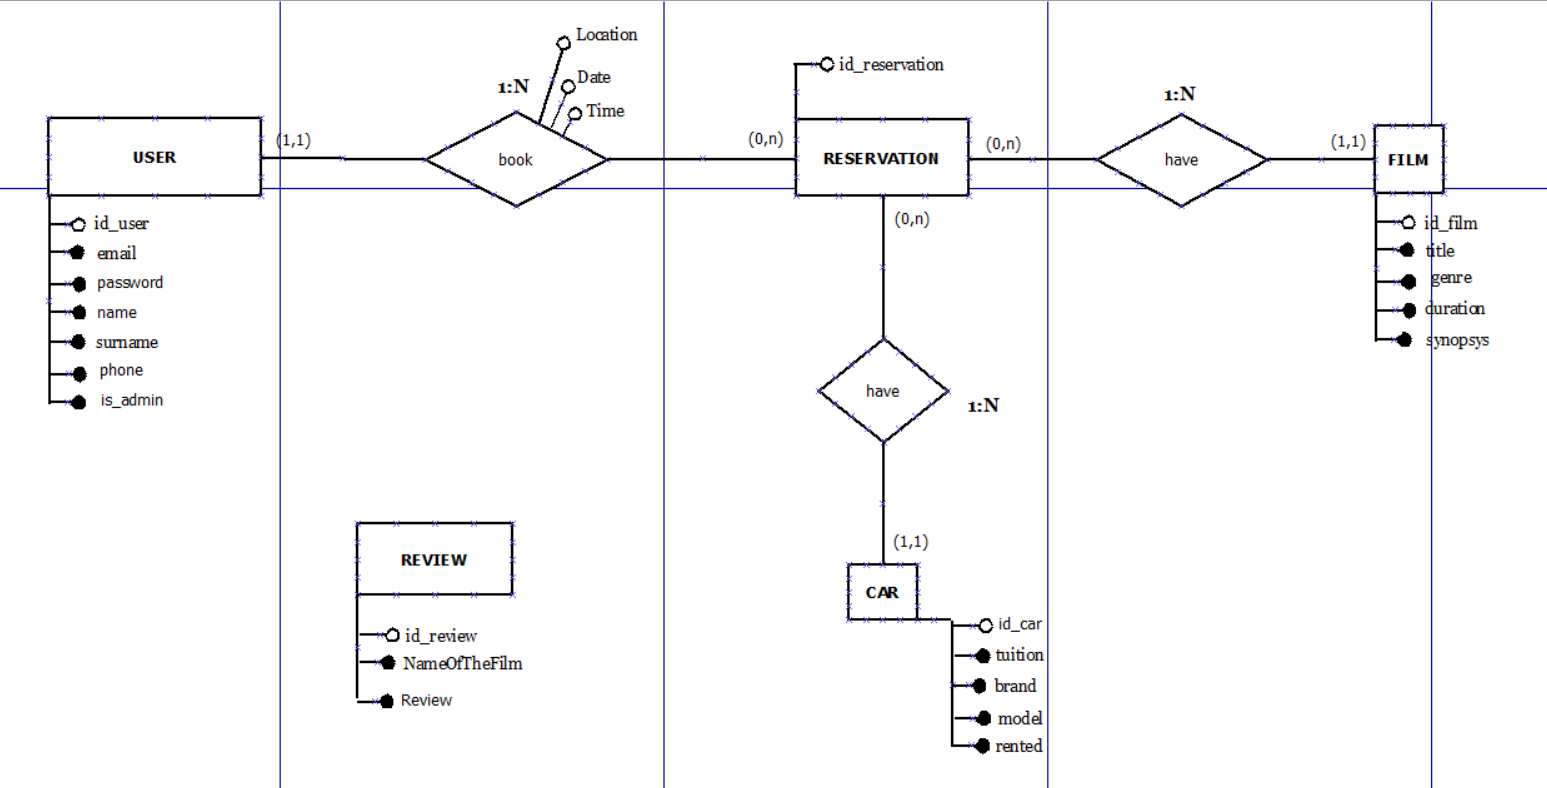 Location
Date
Time
1:N
id_reservation
1:N
USER
(1,1)
book
(0,n)
RESERVATION
(0,n)
have
(1,1)
FILM
id_user
email
password
name
surname
phone
is_admin
(0,n)
id_film
title
genre
duration
synopsys
have
1:N
(1,1)
REVIEW
id_review
NameOfTheFilm
Review
CAR
id_car
tuition
brand
model
rented